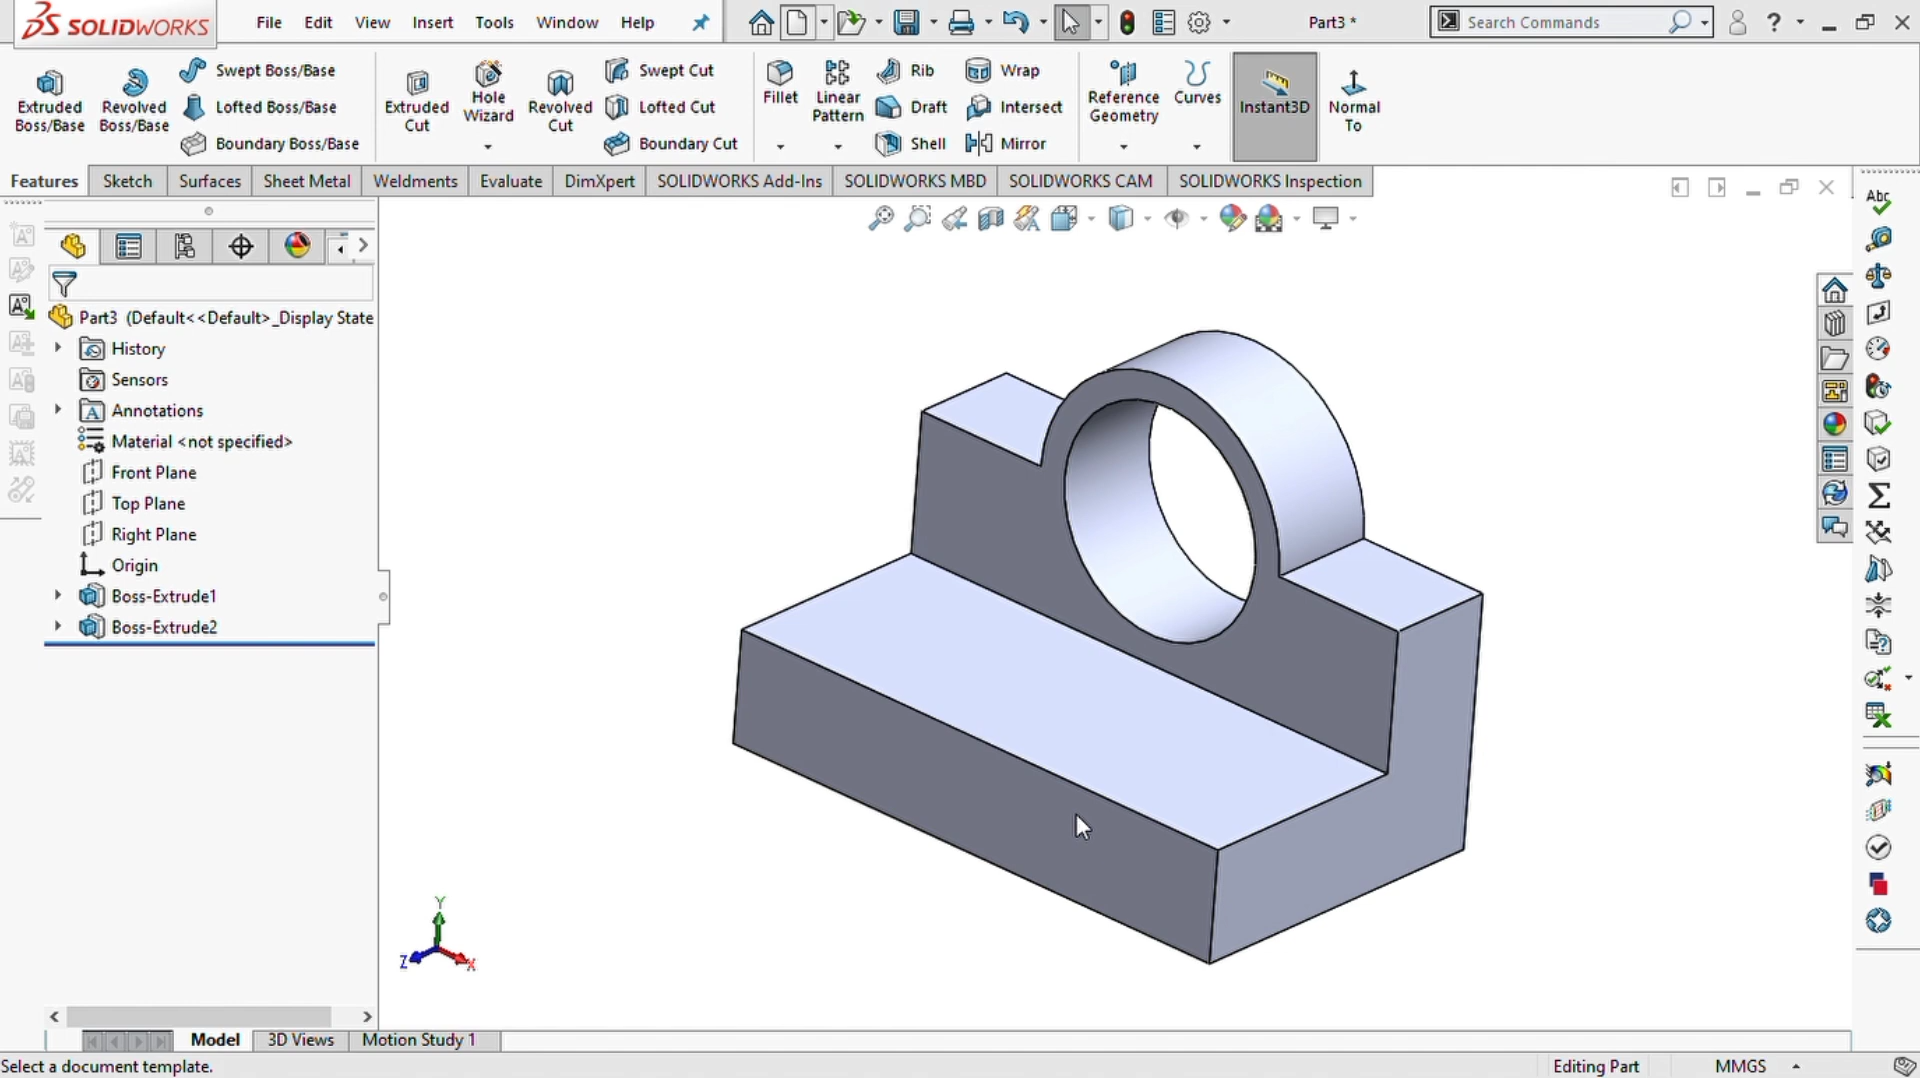 SOLIDWORKS File Edit View Insert Tools Window Help Part3 * Search Commands ?
Extruded Boss/Base
Revolved Boss/Base
Swept Boss/Base
Lofted Boss/Base
Boundary Boss/Base
Extruded Cut
Hole Wizard
Revolved Cut
Swept Cut
Lofted Cut
Boundary Cut
Fillet
Linear Pattern
Rib
Draft
Shell
Wrap
Intersect
Mirror
Reference Geometry
Curves
Instant3D
Normal To
Features Sketch Surfaces Sheet Metal Weldments Evaluate DimXpert SOLIDWORKS Add-Ins SOLIDWORKS MBD SOLIDWORKS CAM SOLIDWORKS Inspection
Abc
Part3 (Default<<Default>_Display State
History
Sensors
Annotations
Material <not specified>
Front Plane
Top Plane
Right Plane
Origin
Boss-Extrude1
Boss-Extrude2
Y
Z X
Model 3D Views Motion Study 1
Select a document template. Editing Part MMGS